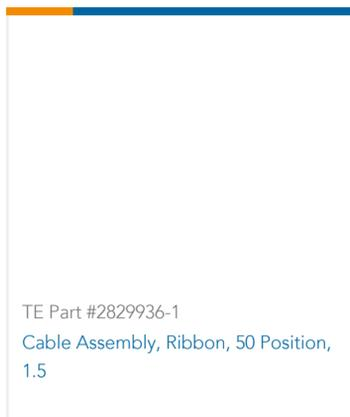 TE Part #2829936-1
Cable Assembly, Ribbon, 50 Position,
1.5